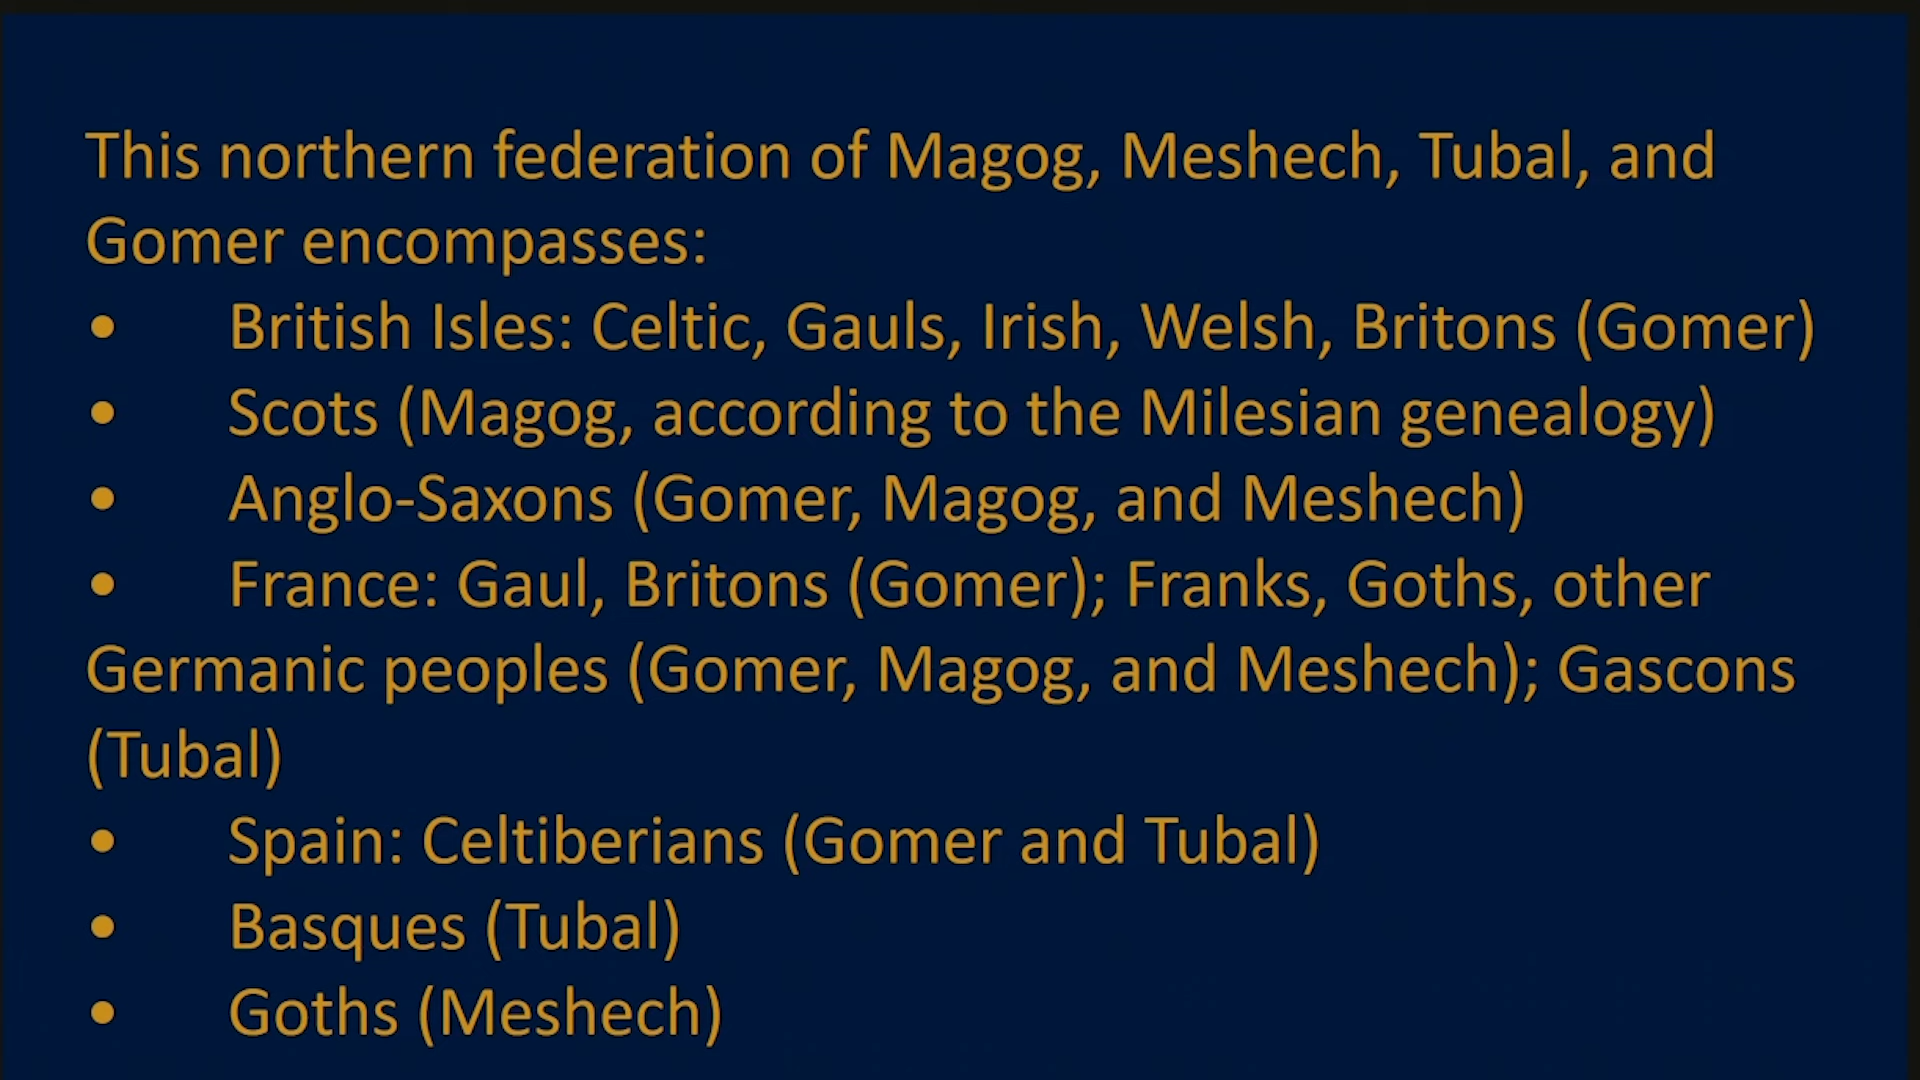 This northern federation of Magog, Meshech, Tubal, and
Gomer encompasses:
• British Isles: Celtic, Gauls, Irish, Welsh, Britons (Gomer)
• Scots (Magog, according to the Milesian genealogy)
• Anglo-Saxons (Gomer, Magog, and Meshech)
• France: Gaul, Britons (Gomer); Franks, Goths, other
Germanic peoples (Gomer, Magog, and Meshech); Gascons
(Tubal)
• Spain: Celtiberians (Gomer and Tubal)
• Basques (Tubal)
• Goths (Meshech)